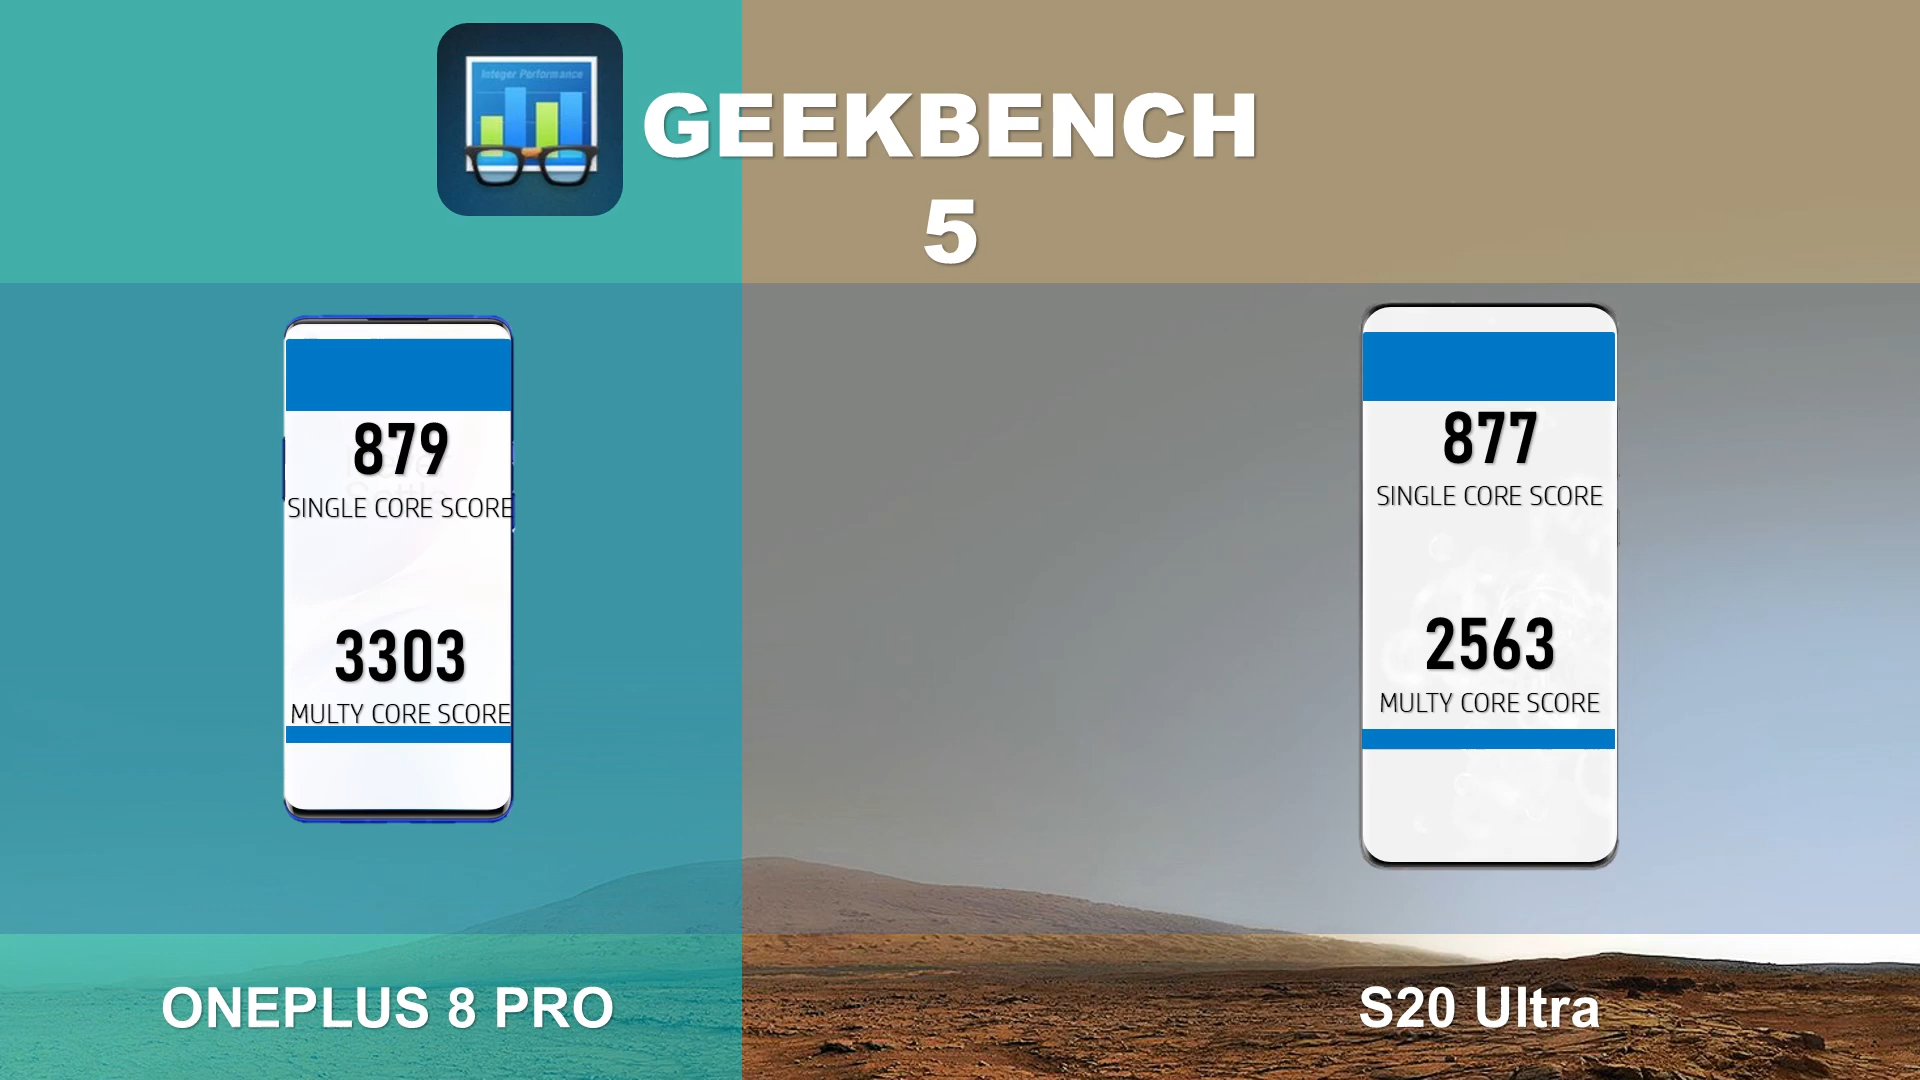 Integer Performance
GEEKBENCH
5
879
SINGLE CORE SCORE
3303
MULTY CORE SCORE
877
SINGLE CORE SCORE
2563
MULTY CORE SCORE
ONEPLUS 8 PRO
S20 Ultra